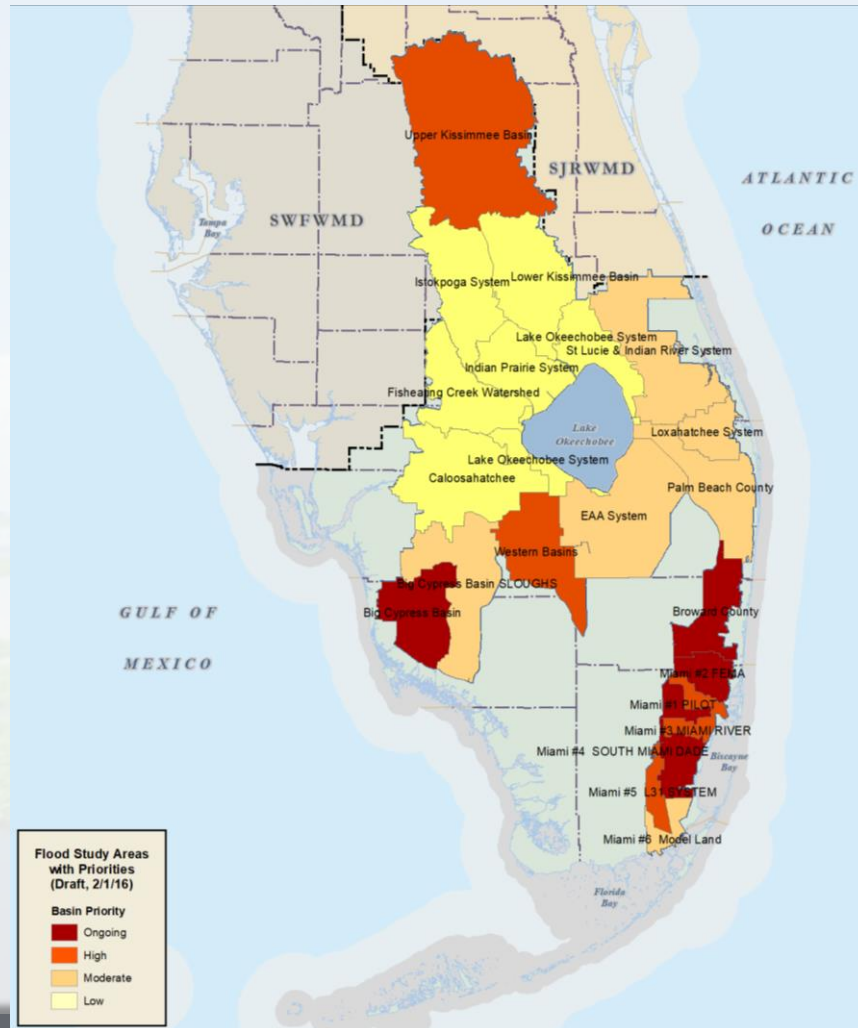 Upper Kissimmee Basin
SJRWMD
ATLANTIC
OCEAN
SWFWMD
Tampa
Bay
Istokpoga System
Lower Kissimmee Basin
Lake Okeechobee System
St Lucie & Indian River System
Indian Prairie System
Fisheating Creek Watershed
Lake
Okeechobee
Loxahatchee System
Lake Okeechobee System
Caloosahatchee
Palm Beach County
EAA System
Western Basins
Big Cypress Basin SLOUGHS
Big Cypress Basin
Broward County
GULF OF
MEXICO
Miami #2 FEMA
Miami #1 PILOT
Miami #3 MIAMI RIVER
Miami #4 SOUTH MIAMI DADE
Biscayne
Bay
Miami #5 L31 SYSTEM
Miami #6 Model Land
Florida
Bay
Flood Study Areas
with Priorities
(Draft, 2/1/16)
Basin Priority
Ongoing
High
Moderate
Low